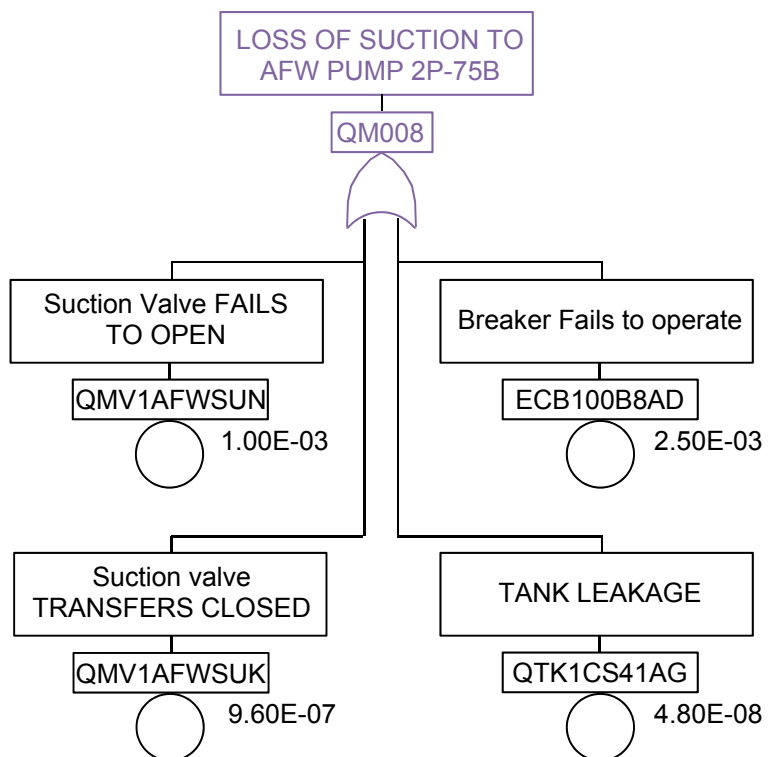 LOSS OF SUCTION TO
AFW PUMP 2P-75B
QM008
Suction Valve FAILS
TO OPEN
QMV1AFWSUN
1.00E-03
Breaker Fails to operate
ECB100B8AD
2.50E-03
Suction valve
TRANSFERS CLOSED
QMV1AFWSUK
9.60E-07
TANK LEAKAGE
QTK1CS41AG
4.80E-08